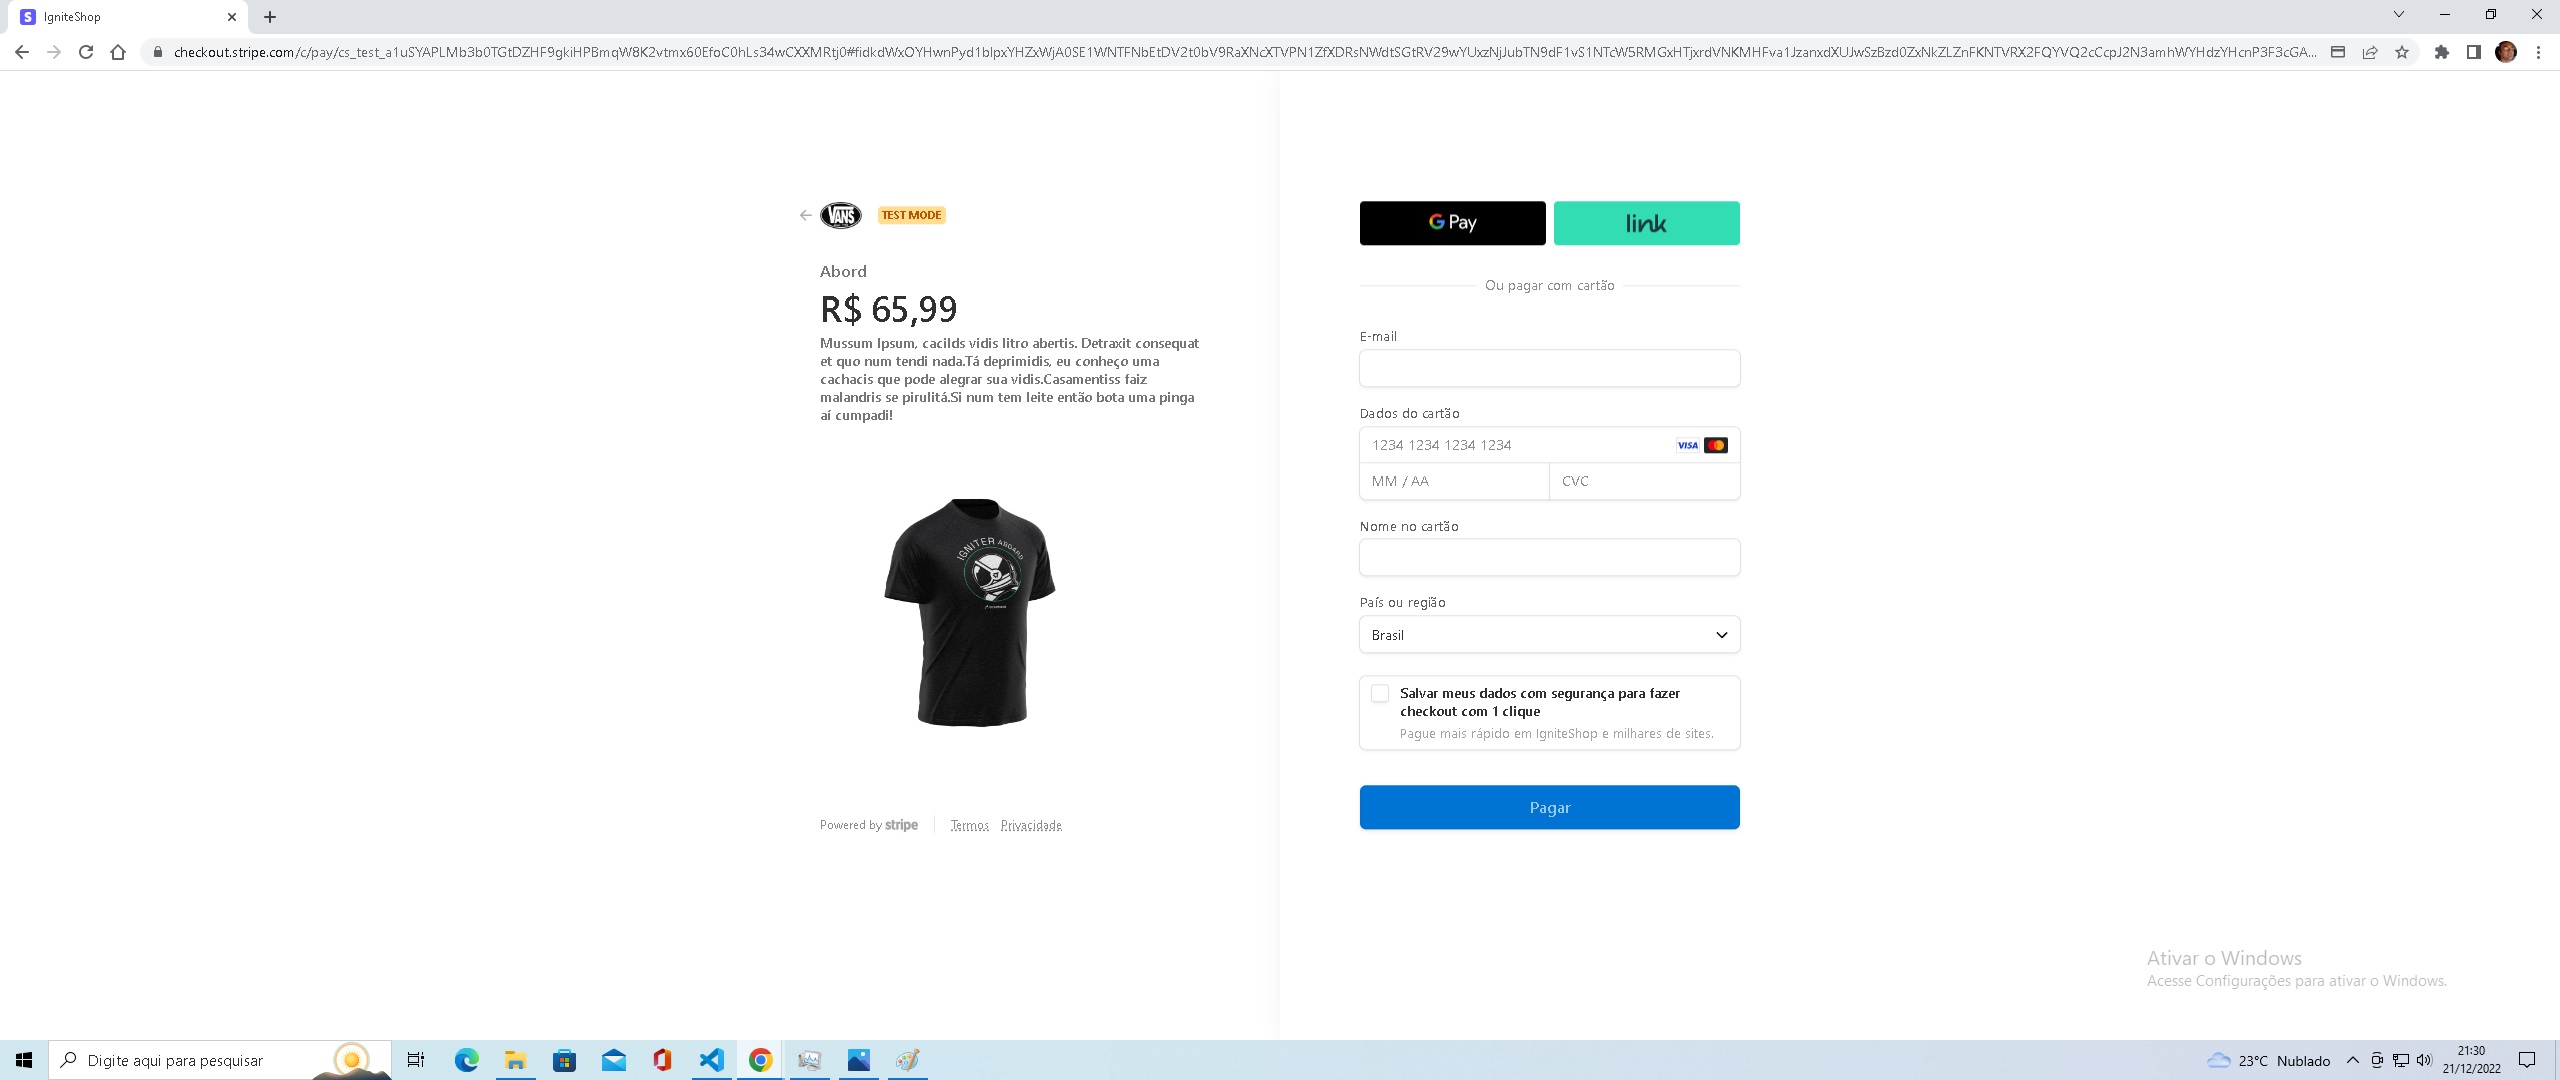 IgniteShop
checkout.stripe.com/c/pay/cs_test_a1uSYAPLMb3b0TGtDZHF9gkiHPBmqW8K2vtmx60EfoC0hLs34wCXXMRtj0#fidkdWxOYHwnPyd1blpxYHZxWjA0SE1WNTFNbEtDV2t0bV9RaXNcXTVPN1ZfXDRsNWdtSGtRV29wYUxzNjJubTN9dF1vS1NTcW5RMGxHTjxrdVNKMHFva1JzanxdXUJwSzBzd0ZxNkZLZnFKNTVRX2FQYVQ2cCcpJ2N3amhWYHdzYHcnP3F3cGA...
VANS
TEST MODE
Abord
R$ 65,99
Mussum Ipsum, cacilds vidis litro abertis. Detraxit consequat
et quo num tendi nada.Tá deprimidis, eu conheço uma
cachacis que pode alegrar sua vidis.Casamentiss faiz
malandris se pirulitá.Si num tem leite então bota uma pinga
aí cumpadi!
IGNITER ABOARD
Powered by stripe
Termos
Privacidade
G Pay
link
Ou pagar com cartão
E-mail
Dados do cartão
1234 1234 1234 1234
VISA
MM / AA
CVC
Nome no cartão
País ou região
Brasil
Salvar meus dados com segurança para fazer
checkout com 1 clique
Pague mais rápido em IgniteShop e milhares de sites.
Pagar
Ativar o Windows
Acesse Configurações para ativar o Windows.
Digite aqui para pesquisar
23°C Nublado
21:30
21/12/2022